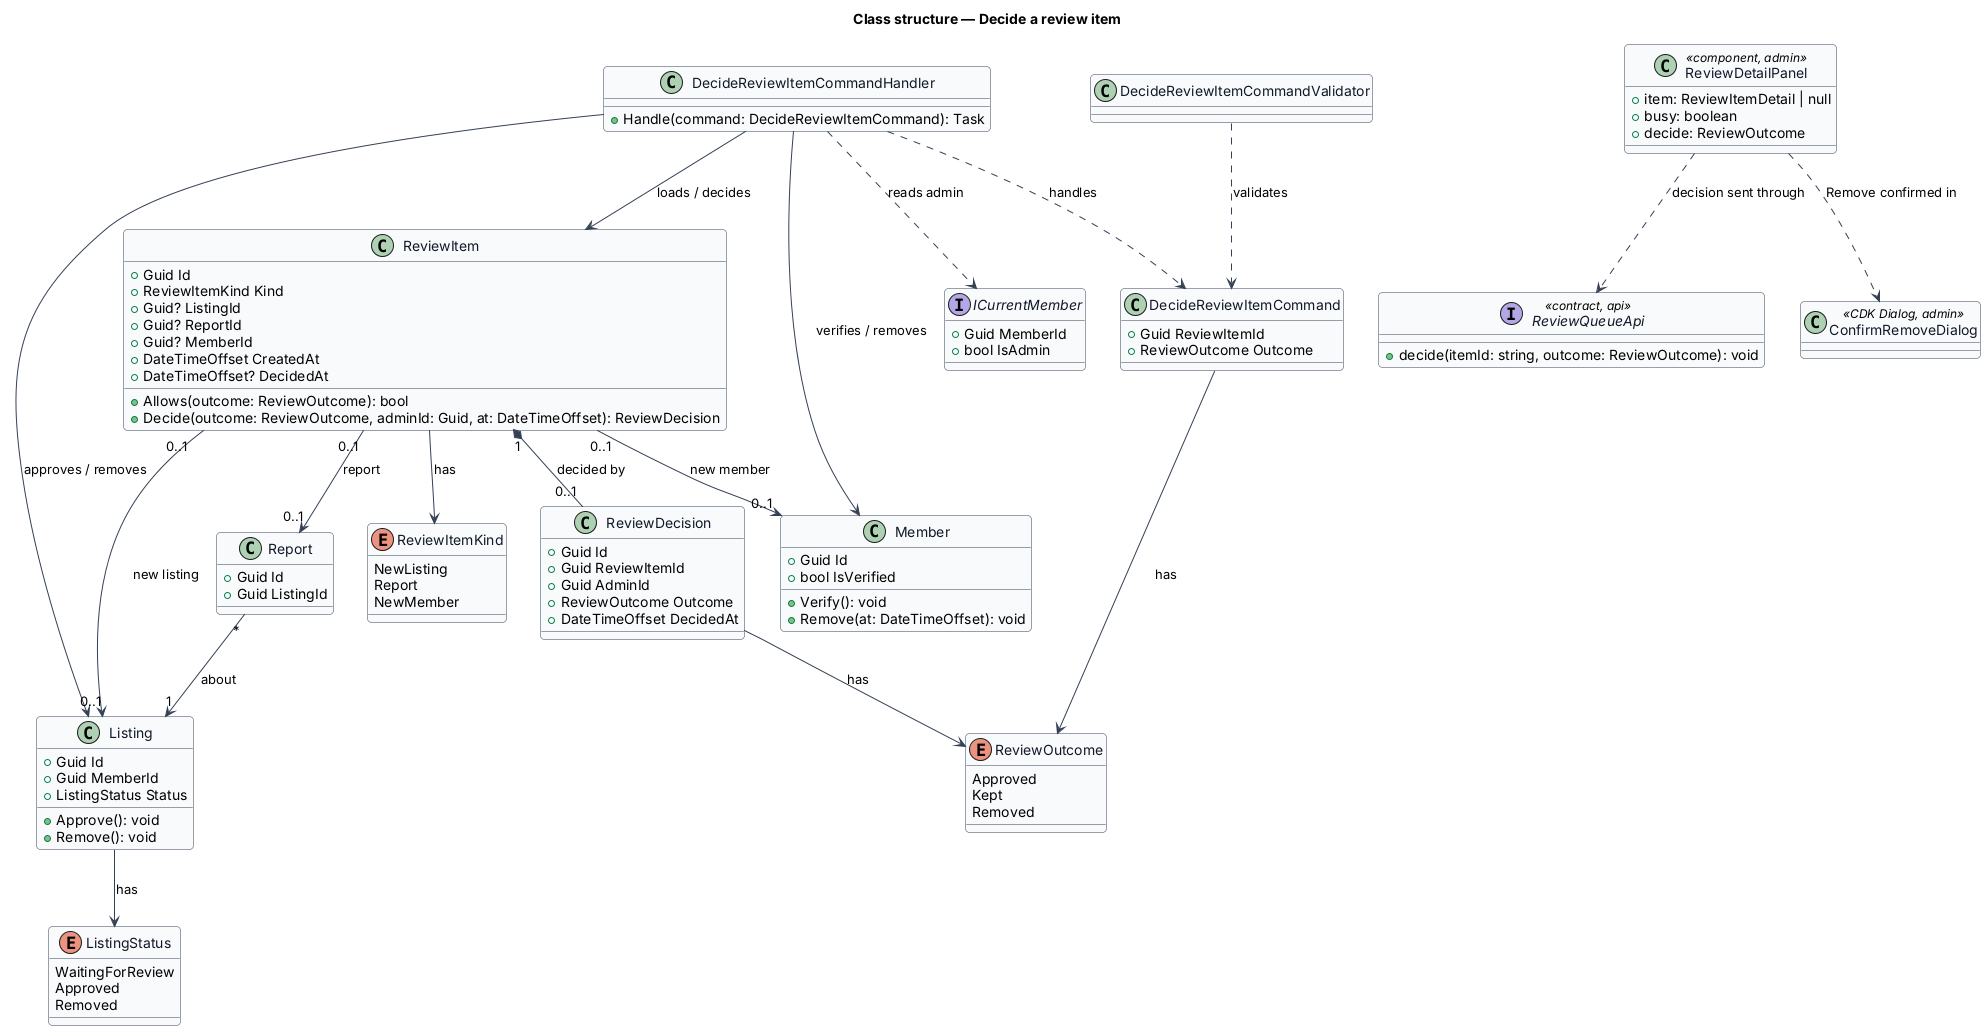 Class structure — Decide a review item
C DecideReviewItemCommandHandler
Handle(command: DecideReviewItemCommand): Task
C DecideReviewItemCommandValidator
«component, admin»
C ReviewDetailPanel
item: ReviewItemDetail | null
busy: boolean
decide: ReviewOutcome
loads / decides
reads admin
handles
validates
decision sent through
Remove confirmed in
C ReviewItem
Guid Id
ReviewItemKind Kind
Guid? ListingId
Guid? ReportId
Guid? MemberId
DateTimeOffset CreatedAt
DateTimeOffset? DecidedAt
Allows(outcome: ReviewOutcome): bool
Decide(outcome: ReviewOutcome, adminId: Guid, at: DateTimeOffset): ReviewDecision
verifies / removes
I ICurrentMember
Guid MemberId
bool IsAdmin
C DecideReviewItemCommand
Guid ReviewItemId
ReviewOutcome Outcome
«contract, api»
I ReviewQueueApi
decide(itemId: string, outcome: ReviewOutcome): void
«CDK Dialog, admin»
C ConfirmRemoveDialog
0..1
0..1
1
0..1
approves / removes
report
has
decided by
new member
0..1
0..1
0..1
new listing
C Report
Guid Id
Guid ListingId
E ReviewItemKind
NewListing
Report
NewMember
C ReviewDecision
Guid Id
Guid ReviewItemId
Guid AdminId
ReviewOutcome Outcome
DateTimeOffset DecidedAt
C Member
Guid Id
bool IsVerified
Verify(): void
Remove(at: DateTimeOffset): void
has
*
about
has
0..1
1
C Listing
Guid Id
Guid MemberId
ListingStatus Status
Approve(): void
Remove(): void
E ReviewOutcome
Approved
Kept
Removed
has
E ListingStatus
WaitingForReview
Approved
Removed